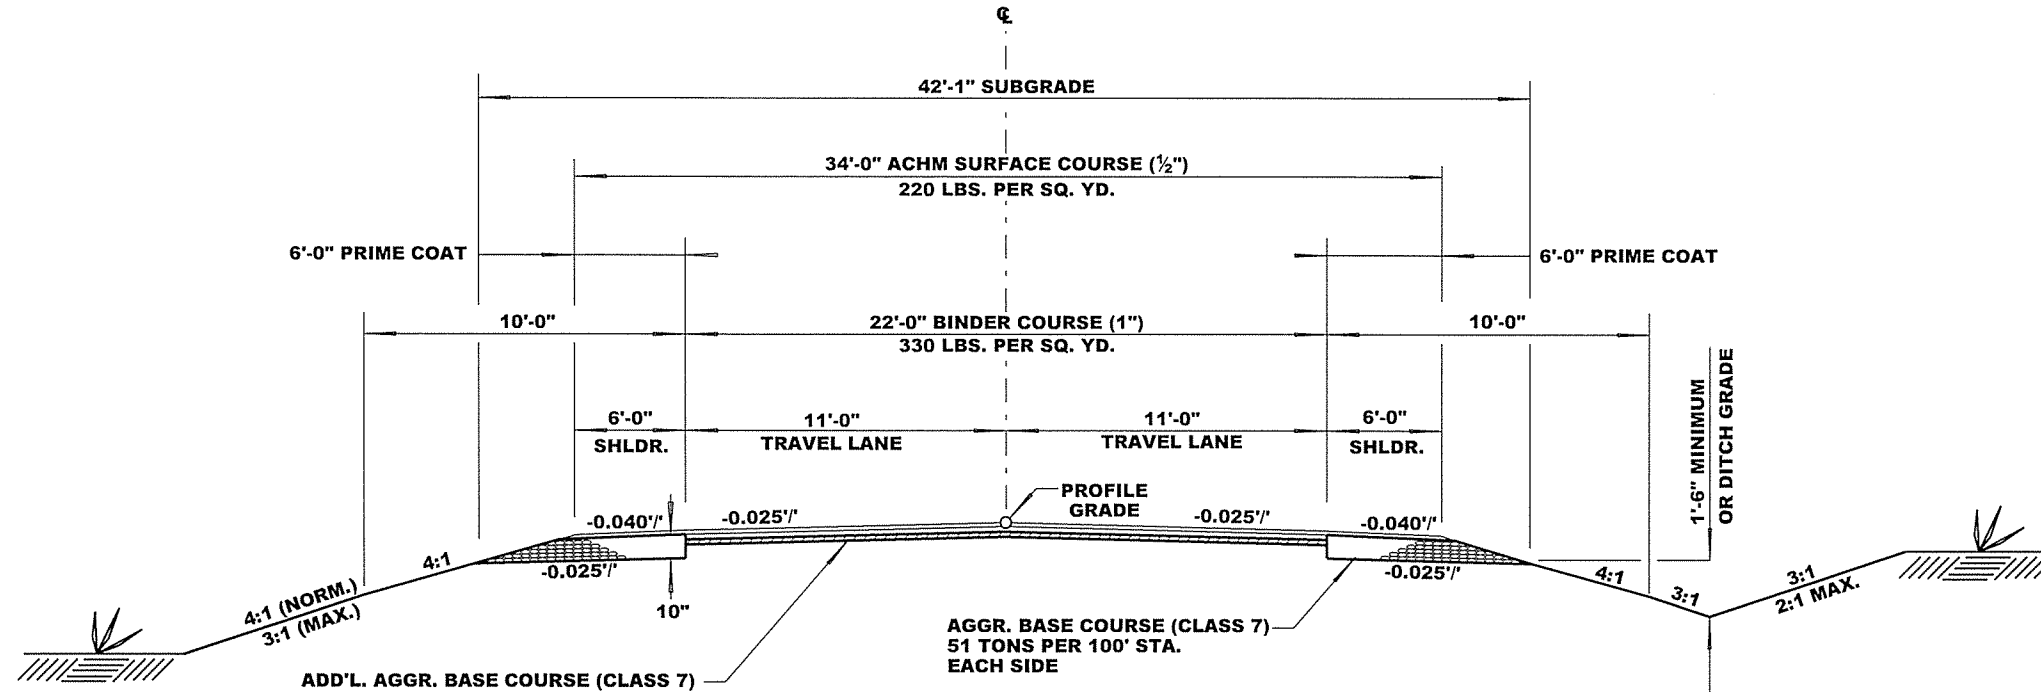 ℄
42'-1" SUBGRADE
34'-0" ACHM SURFACE COURSE (½")
220 LBS. PER SQ. YD.
6'-0" PRIME COAT
6'-0" PRIME COAT
10'-0"
22'-0" BINDER COURSE (1")
10'-0"
330 LBS. PER SQ. YD.
1'-6" MINIMUM
OR DITCH GRADE
6'-0"
11'-0"
11'-0"
6'-0"
SHLDR.
TRAVEL LANE
TRAVEL LANE
SHLDR.
PROFILE
GRADE
-0.040'/'
-0.025'/'
-0.025'/'
-0.040'/'
4:1
-0.025'/'
-0.025'/'
4:1
4:1 (NORM.)
3:1 (MAX.)
10"
3:1
3:1
2:1 MAX.
AGGR. BASE COURSE (CLASS 7)
51 TONS PER 100' STA.
EACH SIDE
ADD'L. AGGR. BASE COURSE (CLASS 7)